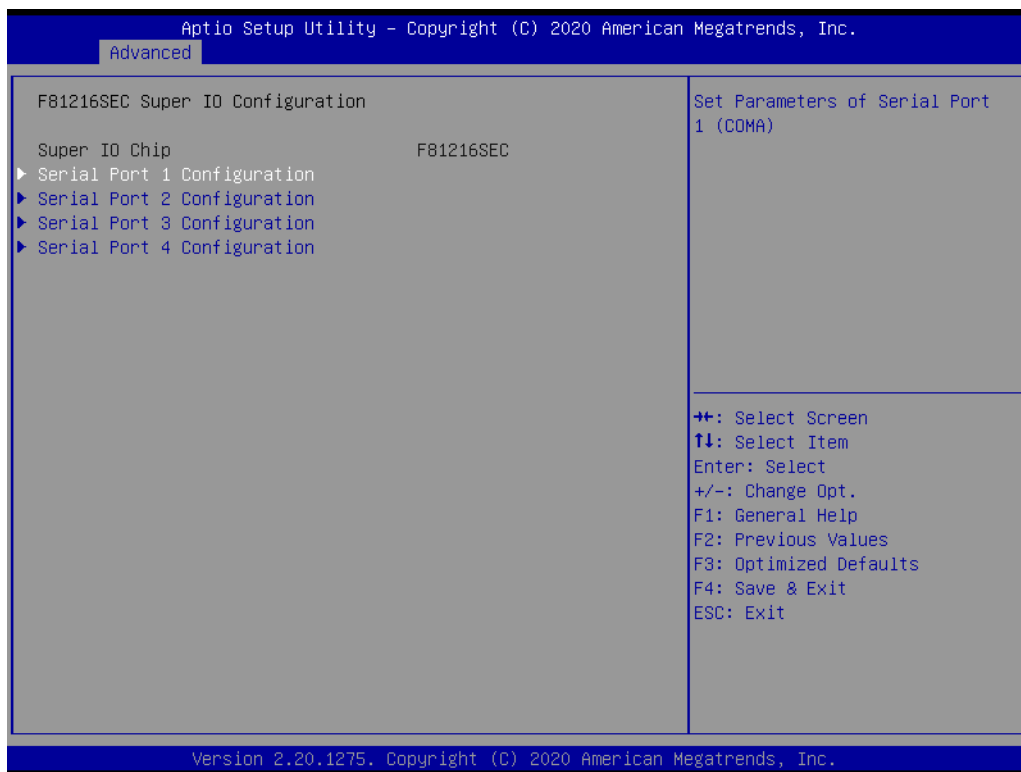 Aptio Setup Utility – Copyright (C) 2020 American Megatrends, Inc.
Advanced
F81216SEC Super IO Configuration
Super IO Chip F81216SEC
▶ Serial Port 1 Configuration
▶ Serial Port 2 Configuration
▶ Serial Port 3 Configuration
▶ Serial Port 4 Configuration
Set Parameters of Serial Port
1 (COMA)
→←: Select Screen
↑↓: Select Item
Enter: Select
+/-: Change Opt.
F1: General Help
F2: Previous Values
F3: Optimized Defaults
F4: Save & Exit
ESC: Exit
Version 2.20.1275. Copyright (C) 2020 American Megatrends, Inc.